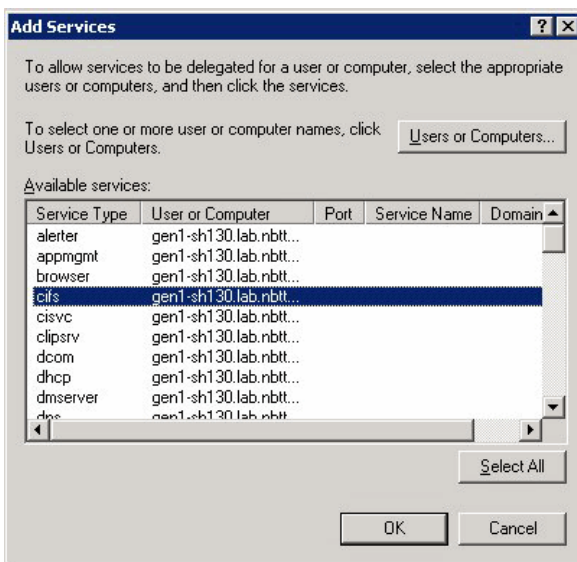 Add Services
To allow services to be delegated for a user or computer, select the appropriate
users or computers, and then click the services.
To select one or more user or computer names, click
Users or Computers.
Users or Computers...
Available services:
Service Type User or Computer Port Service Name Domain
alerter gen1-sh130.lab.nbtt...
appmgmt gen1-sh130.lab.nbtt...
browser gen1-sh130.lab.nbtt...
cifs gen1-sh130.lab.nbtt...
cisvc gen1-sh130.lab.nbtt...
clipsrv gen1-sh130.lab.nbtt...
dcom gen1-sh130.lab.nbtt...
dhcp gen1-sh130.lab.nbtt...
dmserver gen1-sh130.lab.nbtt...
dns gen1-sh130.lab.nbtt...
Select All
OK Cancel